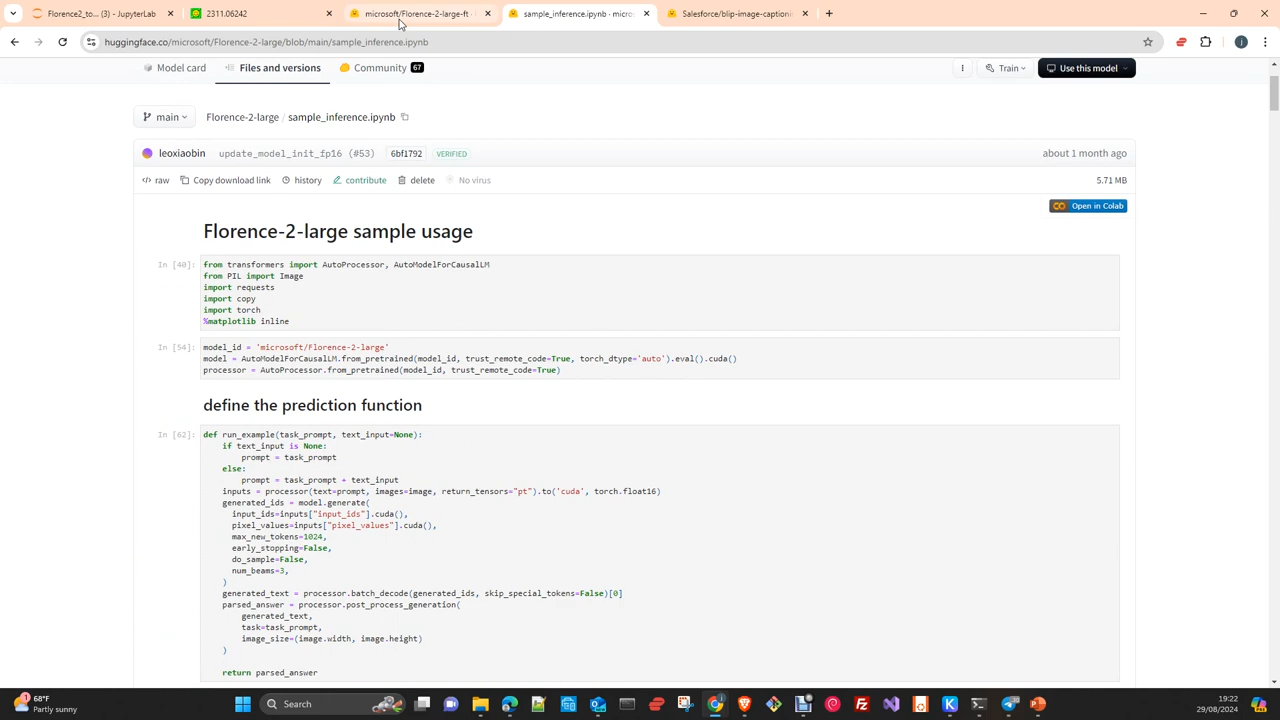 Florence2_to... (3) - JupyterLab
2311.06242
microsoft/Florence-2-large-ft
sample_inference.ipynb · micros
Salesforce/blip-image-captionin
huggingface.co/microsoft/Florence-2-large/blob/main/sample_inference.ipynb
Model card
Files and versions
Community 67
Train
Use this model
main
Florence-2-large / sample_inference.ipynb
leoxiaobin
update_model_init_fp16 (#53)
6bf1792
VERIFIED
about 1 month ago
</> raw
Copy download link
history
contribute
delete
No virus
5.71 MB
Open in Colab
Florence-2-large sample usage
In [40]:
from transformers import AutoProcessor, AutoModelForCausalLM
from PIL import Image
import requests
import copy
import torch
%matplotlib inline
In [54]:
model_id = 'microsoft/Florence-2-large'
model = AutoModelForCausalLM.from_pretrained(model_id, trust_remote_code=True, torch_dtype='auto').eval().cuda()
processor = AutoProcessor.from_pretrained(model_id, trust_remote_code=True)
define the prediction function
In [62]:
def run_example(task_prompt, text_input=None):
    if text_input is None:
        prompt = task_prompt
    else:
        prompt = task_prompt + text_input
    inputs = processor(text=prompt, images=image, return_tensors="pt").to('cuda', torch.float16)
    generated_ids = model.generate(
      input_ids=inputs["input_ids"].cuda(),
      pixel_values=inputs["pixel_values"].cuda(),
      max_new_tokens=1024,
      early_stopping=False,
      do_sample=False,
      num_beams=3,
    )
    generated_text = processor.batch_decode(generated_ids, skip_special_tokens=False)[0]
    parsed_answer = processor.post_process_generation(
        generated_text,
        task=task_prompt,
        image_size=(image.width, image.height)
    )
    return parsed_answer
1
68°F
Partly sunny
Search
19:22
29/08/2024